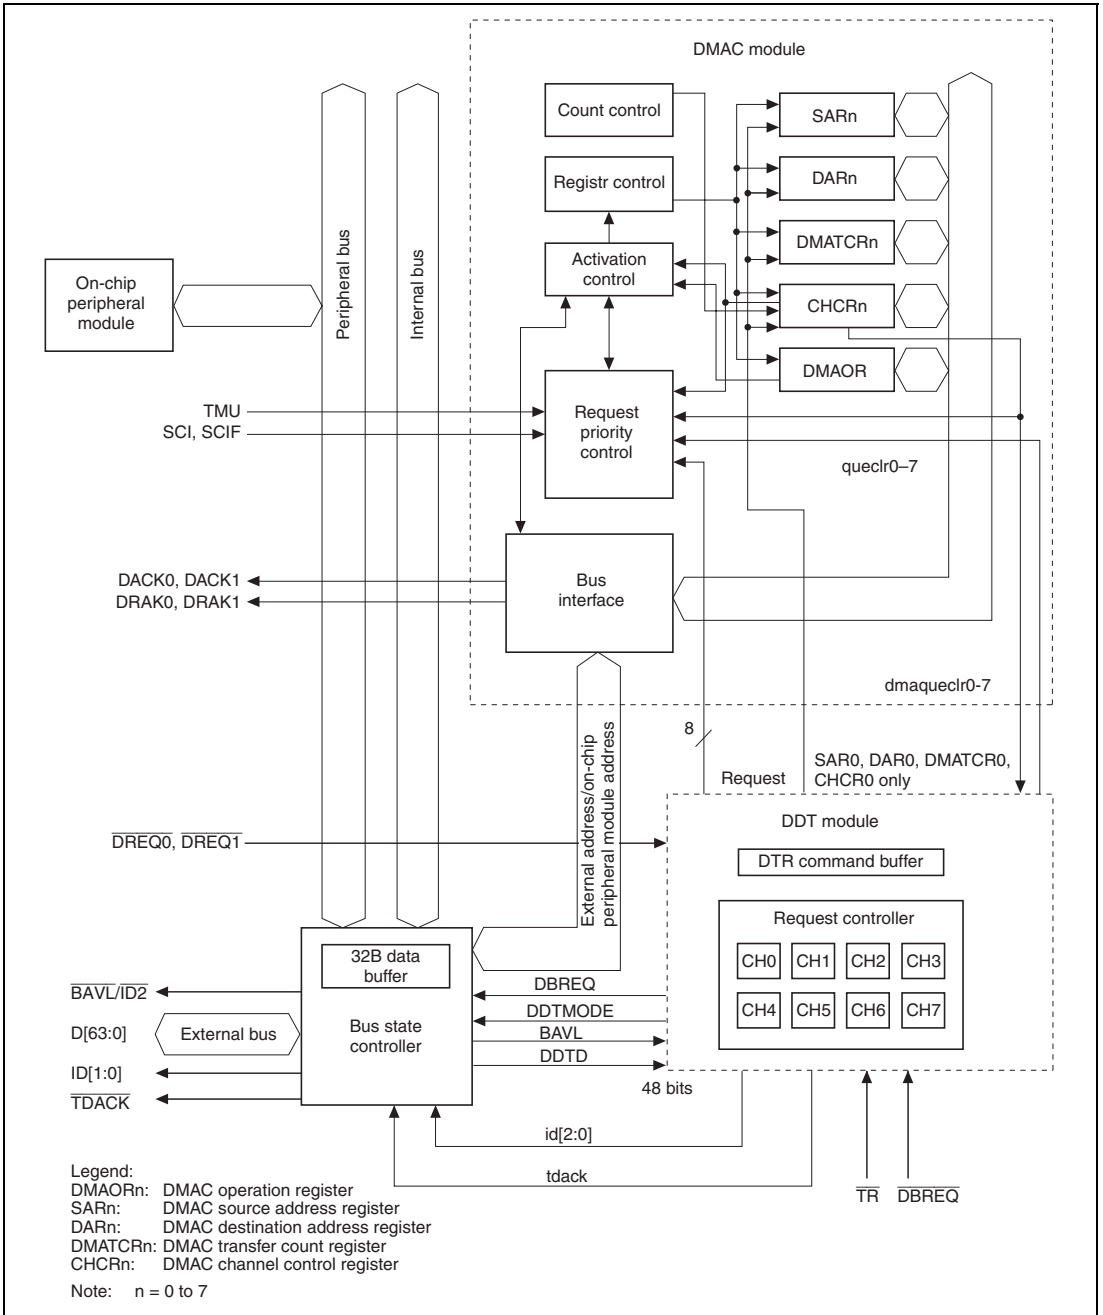 DMAC module
Count control
SARn
Registr control
DARn
DMATCRn
Activation
control
CHCRn
DMAOR
On-chip
peripheral
module
Peripheral bus
Internal bus
TMU
SCI, SCIF
Request
priority
control
queclr0–7
DACK0, DACK1
DRAK0, DRAK1
Bus
interface
dmaqueclr0-7
External address/on-chip
peripheral module address
8
Request
SAR0, DAR0, DMATCR0,
CHCR0 only
DDT module
DREQ0, DREQ1
DTR command buffer
Request controller
CH0 CH1 CH2 CH3
CH4 CH5 CH6 CH7
32B data
buffer
Bus state
controller
BAVL/ID2
D[63:0]
External bus
ID[1:0]
TDACK
DBREQ
DDTMODE
BAVL
DDTD
48 bits
id[2:0]
tdack
TR
DBREQ
Legend:
DMAORn: DMAC operation register
SARn: DMAC source address register
DARn: DMAC destination address register
DMATCRn: DMAC transfer count register
CHCRn: DMAC channel control register
Note: n = 0 to 7